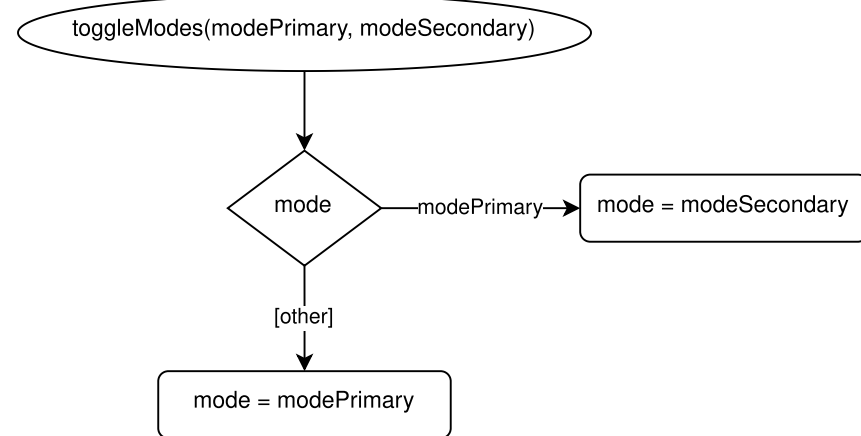 toggleModes(modePrimary, modeSecondary)
mode
modePrimary
mode = modeSecondary
[other]
mode = modePrimary